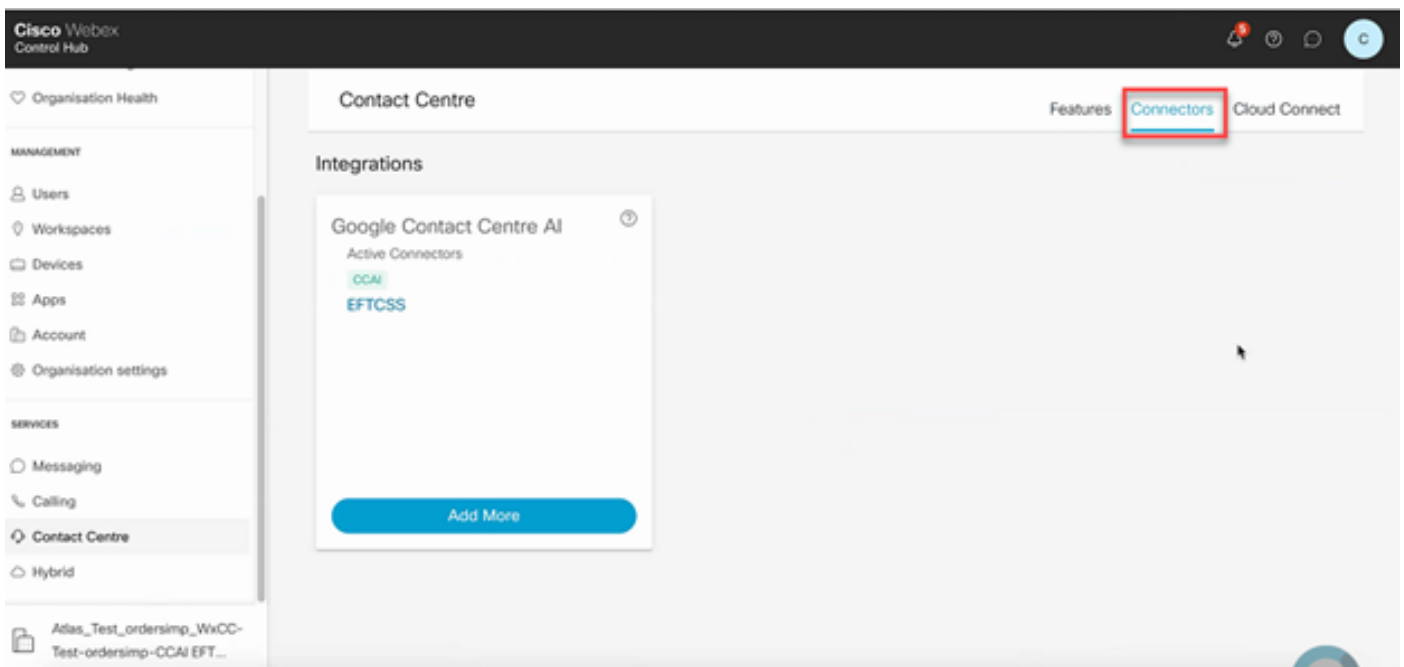 Cisco Webex
Control Hub
5
C
Organisation Health
MANAGEMENT
Users
Workspaces
Devices
Apps
Account
Organisation settings
SERVICES
Messaging
Calling
Contact Centre
Hybrid
Atlas_Test_ordersimp_WxCC-
Test-ordersimp-CCAI EFT...
Contact Centre
Features Connectors Cloud Connect
Integrations
Google Contact Centre AI
Active Connectors
CCAI
EFTCSS
Add More